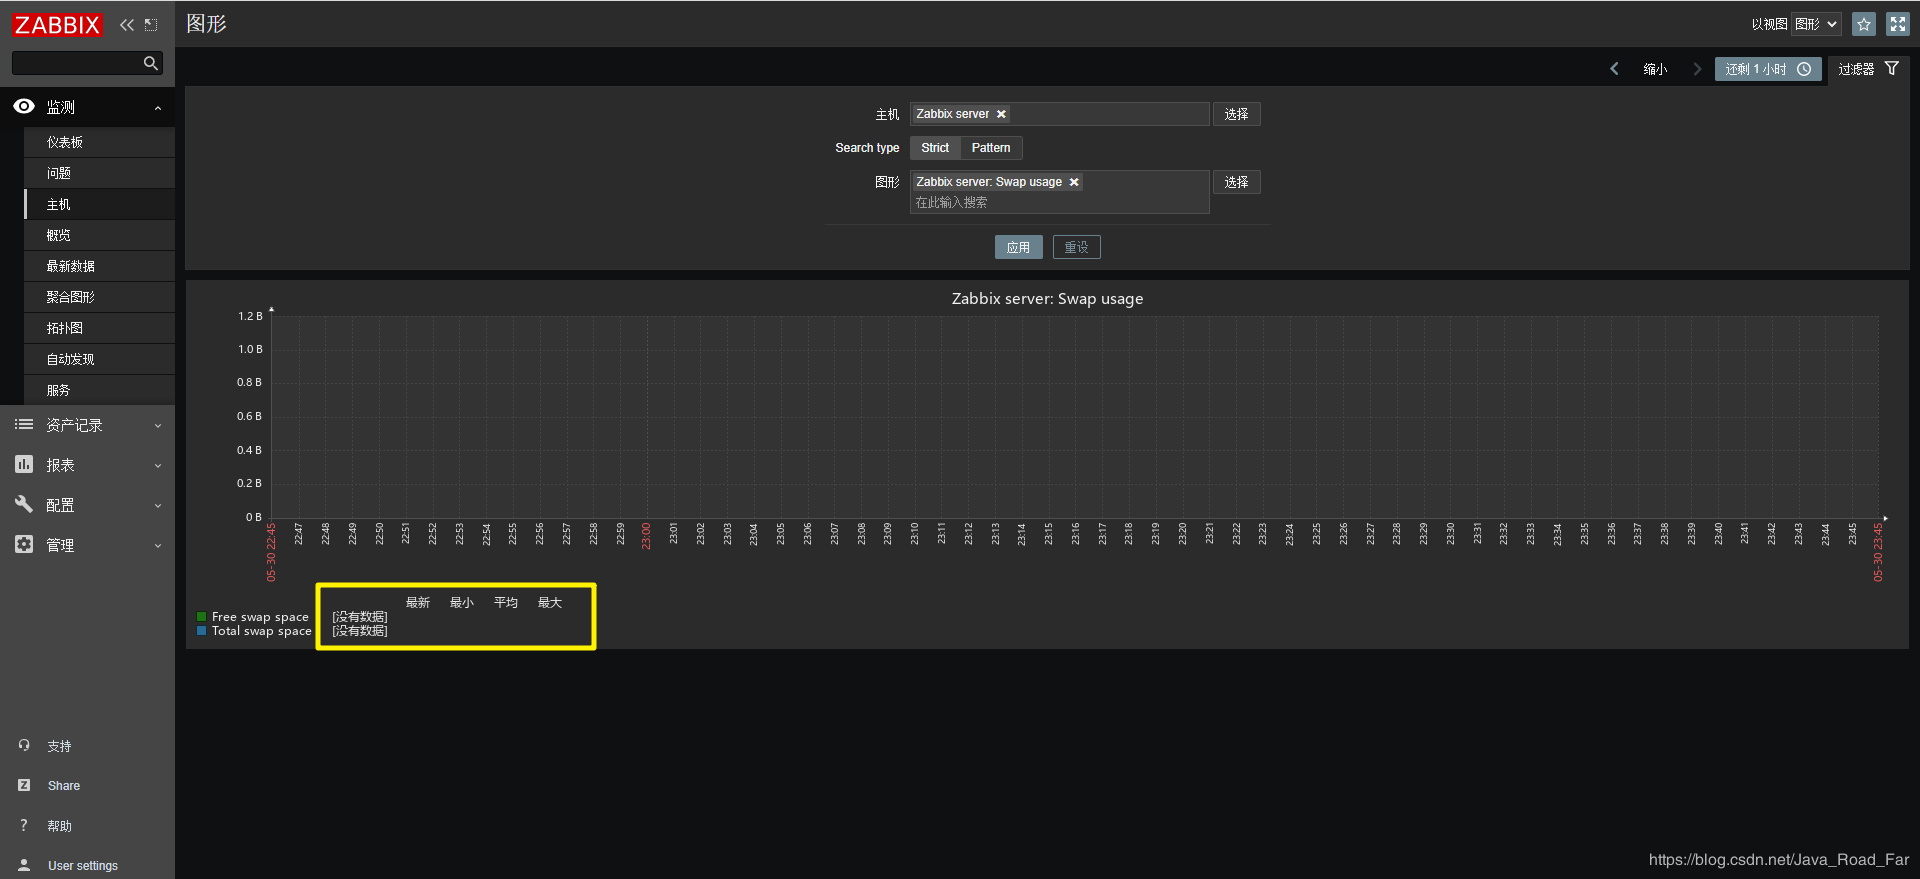 ZABBIX
图形
以视图 图形
缩小
还剩 1 小时
过滤器
监测
仪表板
问题
主机
概览
最新数据
聚合图形
拓扑图
自动发现
服务
资产记录
报表
配置
管理
支持
Share
帮助
User settings
主机 Zabbix server 选择
Search type Strict Pattern
图形 Zabbix server: Swap usage 选择
在此输入搜索
应用 重设
Zabbix server: Swap usage
1.2 B
1.0 B
0.8 B
0.6 B
0.4 B
0.2 B
0 B
05-30 22:45 22:47 22:48 22:49 22:50 22:51 22:52 22:53 22:54 22:55 22:56 22:57 22:58 22:59 23:00 23:01 23:02 23:03 23:04 23:05 23:06 23:07 23:08 23:09 23:10 23:11 23:12 23:13 23:14 23:15 23:16 23:17 23:18 23:19 23:20 23:21 23:22 23:23 23:24 23:25 23:26 23:27 23:28 23:29 23:30 23:31 23:32 23:33 23:34 23:35 23:36 23:37 23:38 23:39 23:40 23:41 23:42 23:43 23:44 23:45 05-30 23:45
最新 最小 平均 最大
Free swap space [没有数据]
Total swap space [没有数据]
https://blog.csdn.net/Java_Road_Far